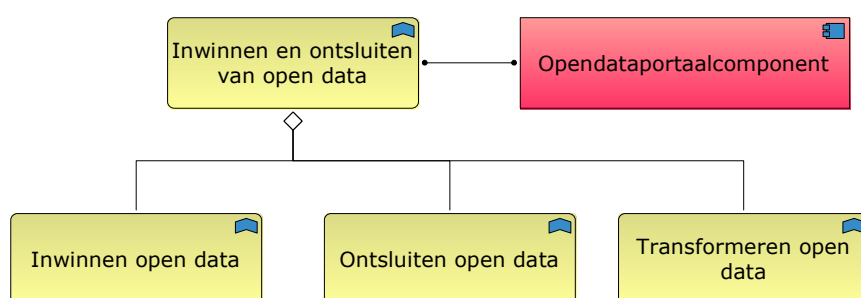 Inwinnen en ontsluiten
van open data
Opendataportaalcomponent
Inwinnen open data
Ontsluiten open data
Transformeren open
data